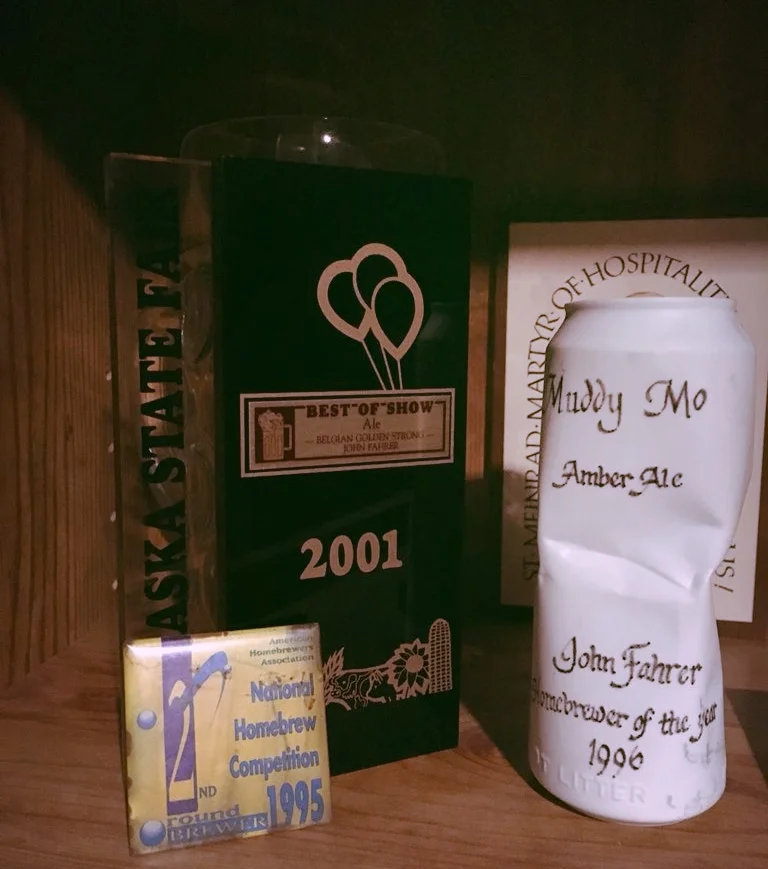 ASKA STATE FA
BEST OF SHOW
Ale
BELGIAN GOLDEN STRONG
JOHN FAHRER
2001
American
Homebrewers
Association
National
Homebrew
Competition
1995
2ND
round
BREWER
ST·MEINRAD·MARTYR·OF·HOSPITALIT
Muddy Mo
Amber Ale
John Fahrer
Homebrewer of the year
1996
OT LITTER